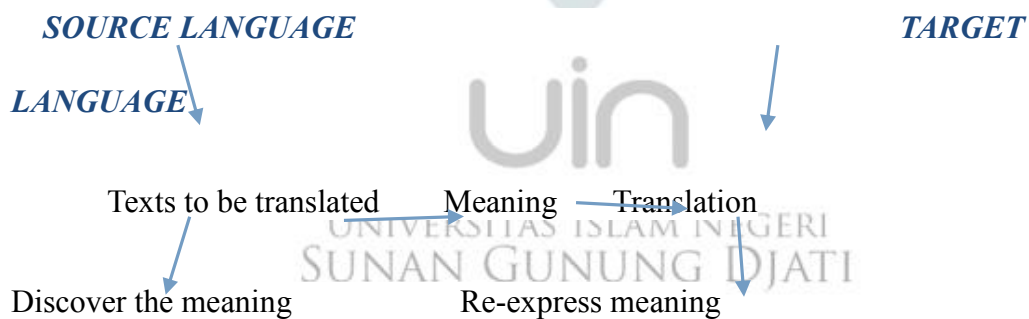 SOURCE LANGUAGE TARGET
LANGUAGE
uin
Texts to be translated Meaning Translation
UNIVERSITAS ISLAM NEGERI
SUNAN GUNUNG DJATI
Discover the meaning Re-express meaning